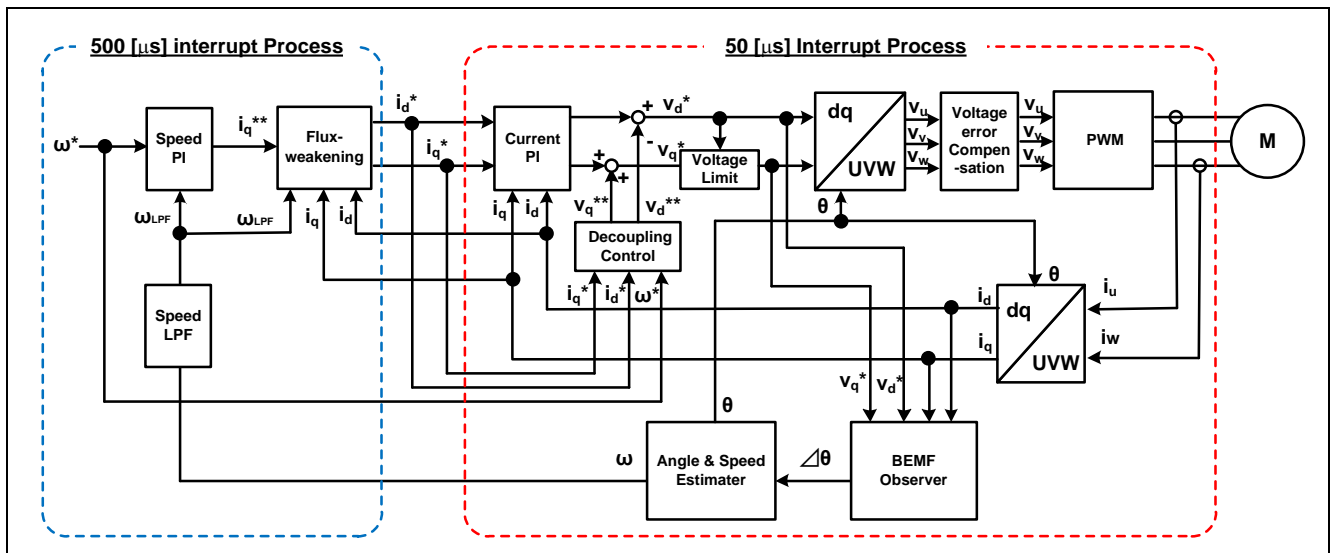 500 [μs] interrupt Process
50 [μs] Interrupt Process
ω*
Speed
PI
iq**
Flux-
weakening
id*
iq*
Current
PI
+
vd*
-
+
+
vq*
Voltage
Limit
dq
UVW
vu
vv
vw
Voltage
error
Compen
-sation
vu
vv
vw
PWM
M
ωLPF
ωLPF
iq
id
iq
id
vq**
vd**
Decoupling
Control
θ
iq*
id*
ω*
Speed
LPF
id
iq
θ
dq
UVW
iu
iw
vq*
vd*
θ
ω
Angle & Speed
Estimater
⊿θ
BEMF
Observer